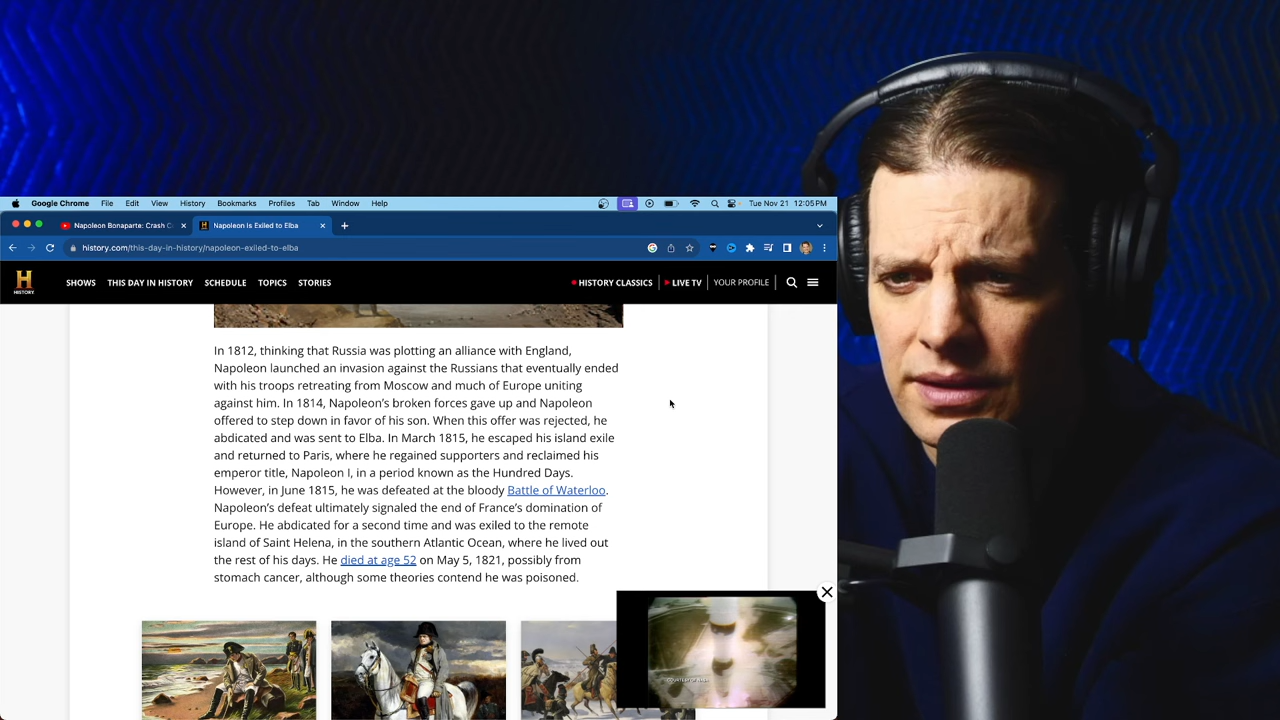 Google Chrome File Edit View History Bookmarks Profiles Tab Window Help Tue Nov 21 12:05 PM
Napoleon Bonaparte: Crash C Napoleon Is Exiled to Elba
history.com/this-day-in-history/napoleon-exiled-to-elba
H
HISTORY
SHOWS THIS DAY IN HISTORY SCHEDULE TOPICS STORIES HISTORY CLASSICS LIVE TV YOUR PROFILE
In 1812, thinking that Russia was plotting an alliance with England,
Napoleon launched an invasion against the Russians that eventually ended
with his troops retreating from Moscow and much of Europe uniting
against him. In 1814, Napoleon’s broken forces gave up and Napoleon
offered to step down in favor of his son. When this offer was rejected, he
abdicated and was sent to Elba. In March 1815, he escaped his island exile
and returned to Paris, where he regained supporters and reclaimed his
emperor title, Napoleon I, in a period known as the Hundred Days.
However, in June 1815, he was defeated at the bloody Battle of Waterloo.
Napoleon’s defeat ultimately signaled the end of France’s domination of
Europe. He abdicated for a second time and was exiled to the remote
island of Saint Helena, in the southern Atlantic Ocean, where he lived out
the rest of his days. He died at age 52 on May 5, 1821, possibly from
stomach cancer, although some theories contend he was poisoned.